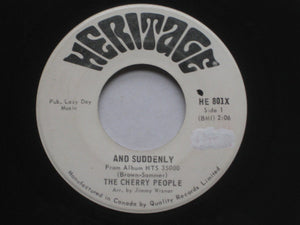 HERITAGE
Pub. Lazy Day
Music
HE 801X
Side 1
(BMI) 2:06
AND SUDDENLY
From Album HTS 35000
(Brown-Sommer)
THE CHERRY PEOPLE
Arr. by Jimmy Wisner
Manufactured in Canada by Quality Records Limited